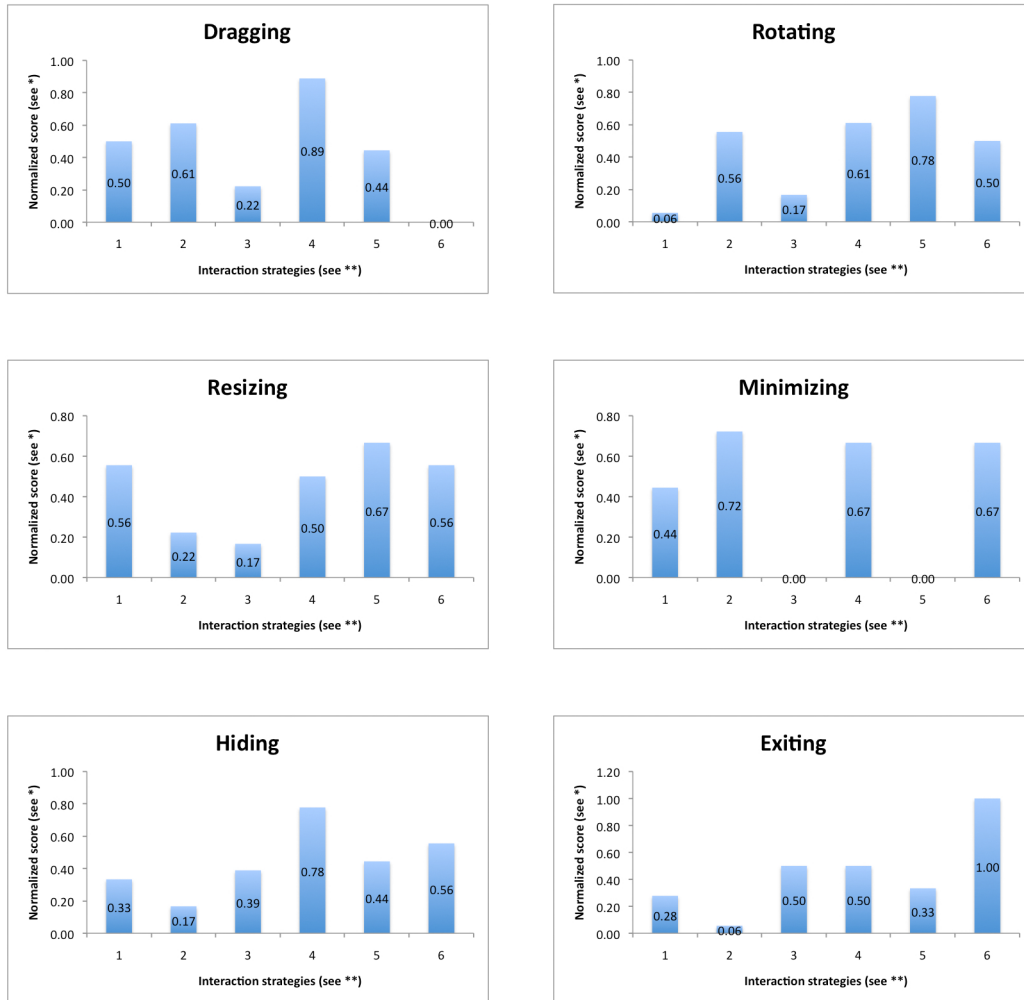 Dragging
Normalized score (see *)
1.00
0.80
0.60
0.40
0.20
0.00
0.50
0.61
0.22
0.89
0.44
0.00
1 2 3 4 5 6
Interaction strategies (see **)
Rotating
Normalized score (see *)
1.00
0.80
0.60
0.40
0.20
0.00
0.06
0.56
0.17
0.61
0.78
0.50
1 2 3 4 5 6
Interaction strategies (see **)
Resizing
Normalized score (see *)
0.80
0.60
0.40
0.20
0.00
0.56
0.22
0.17
0.50
0.67
0.56
1 2 3 4 5 6
Interaction strategies (see **)
Minimizing
Normalized score (see *)
0.80
0.60
0.40
0.20
0.00
0.44
0.72
0.00
0.67
0.00
0.67
1 2 3 4 5 6
Interaction strategies (see **)
Hiding
Normalized score (see *)
1.00
0.80
0.60
0.40
0.20
0.00
0.33
0.17
0.39
0.78
0.44
0.56
1 2 3 4 5 6
Interaction strategies (see **)
Exiting
Normalized score (see *)
1.20
1.00
0.80
0.60
0.40
0.20
0.00
0.28
0.06
0.50
0.50
0.33
1.00
1 2 3 4 5 6
Interaction strategies (see **)